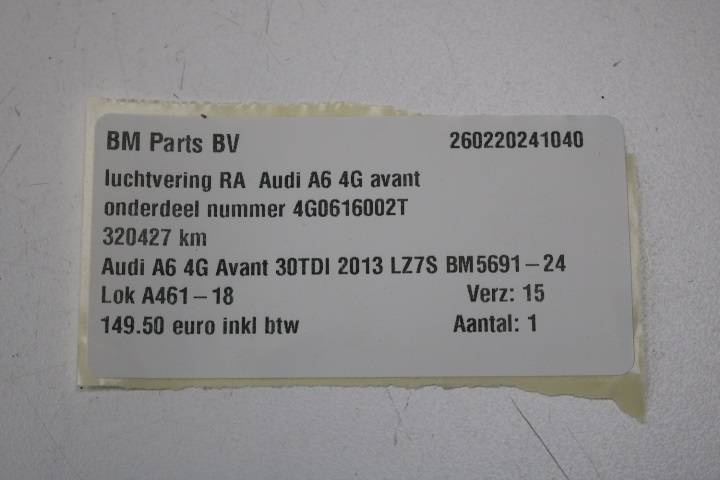 BM Parts BV 260220241040
luchtvering RA Audi A6 4G avant
onderdeel nummer 4G0616002T
320427 km
Audi A6 4G Avant 30TDI 2013 LZ7S BM5691-24
Lok A461-18 Verz: 15
149.50 euro inkl btw Aantal: 1